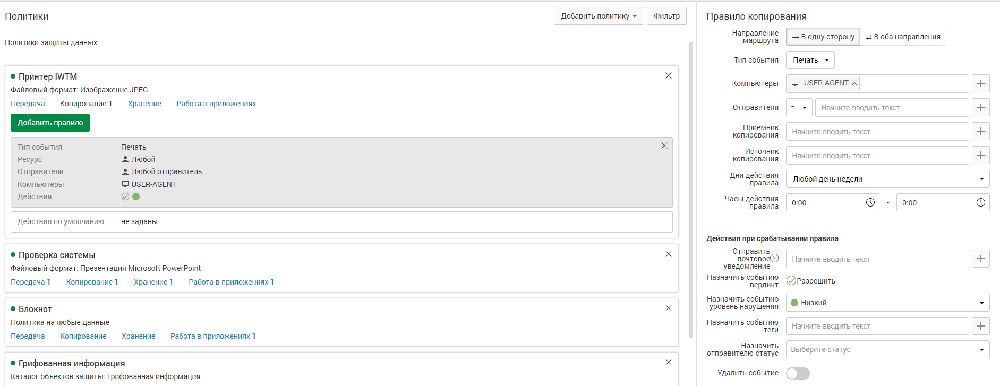 Политики
Добавить политику
Фильтр
Политики защиты данных:
Принтер IWTM
Файловый формат: Изображение JPEG
Передача Копирование 1 Хранение Работа в приложениях
Добавить правило
Тип события Печать
Ресурс Любой
Отправители Любой отправитель
Компьютеры USER-AGENT
Действия
Действия по умолчанию не заданы
Проверка системы
Файловый формат: Презентация Microsoft PowerPoint
Передача 1 Копирование 1 Хранение 1 Работа в приложениях 1
Блокнот
Политика на любые данные
Передача Копирование Хранение Работа в приложениях 1
Грифованная информация
Каталог объектов защиты: Грифованная информация
Правило копирования
Направление
маршрута
→ В одну сторону ⇄ В оба направления
Тип события Печать
Компьютеры USER-AGENT
Отправители = Начните вводить текст
Приемник
копирования
Начните вводить текст
Источник
копирования
Начните вводить текст
Дни действия
правила
Любой день недели
Часы действия
правила
0:00 - 0:00
Действия при срабатывании правила
Отправить
почтовое
уведомление
?
Начните вводить текст
Назначить событию
вердикт
Разрешить
Назначить событию
уровень нарушения
Низкий
Назначить событию
теги
Начните вводить текст
Назначить
отправителю статус
Выберите статус
Удалить событие